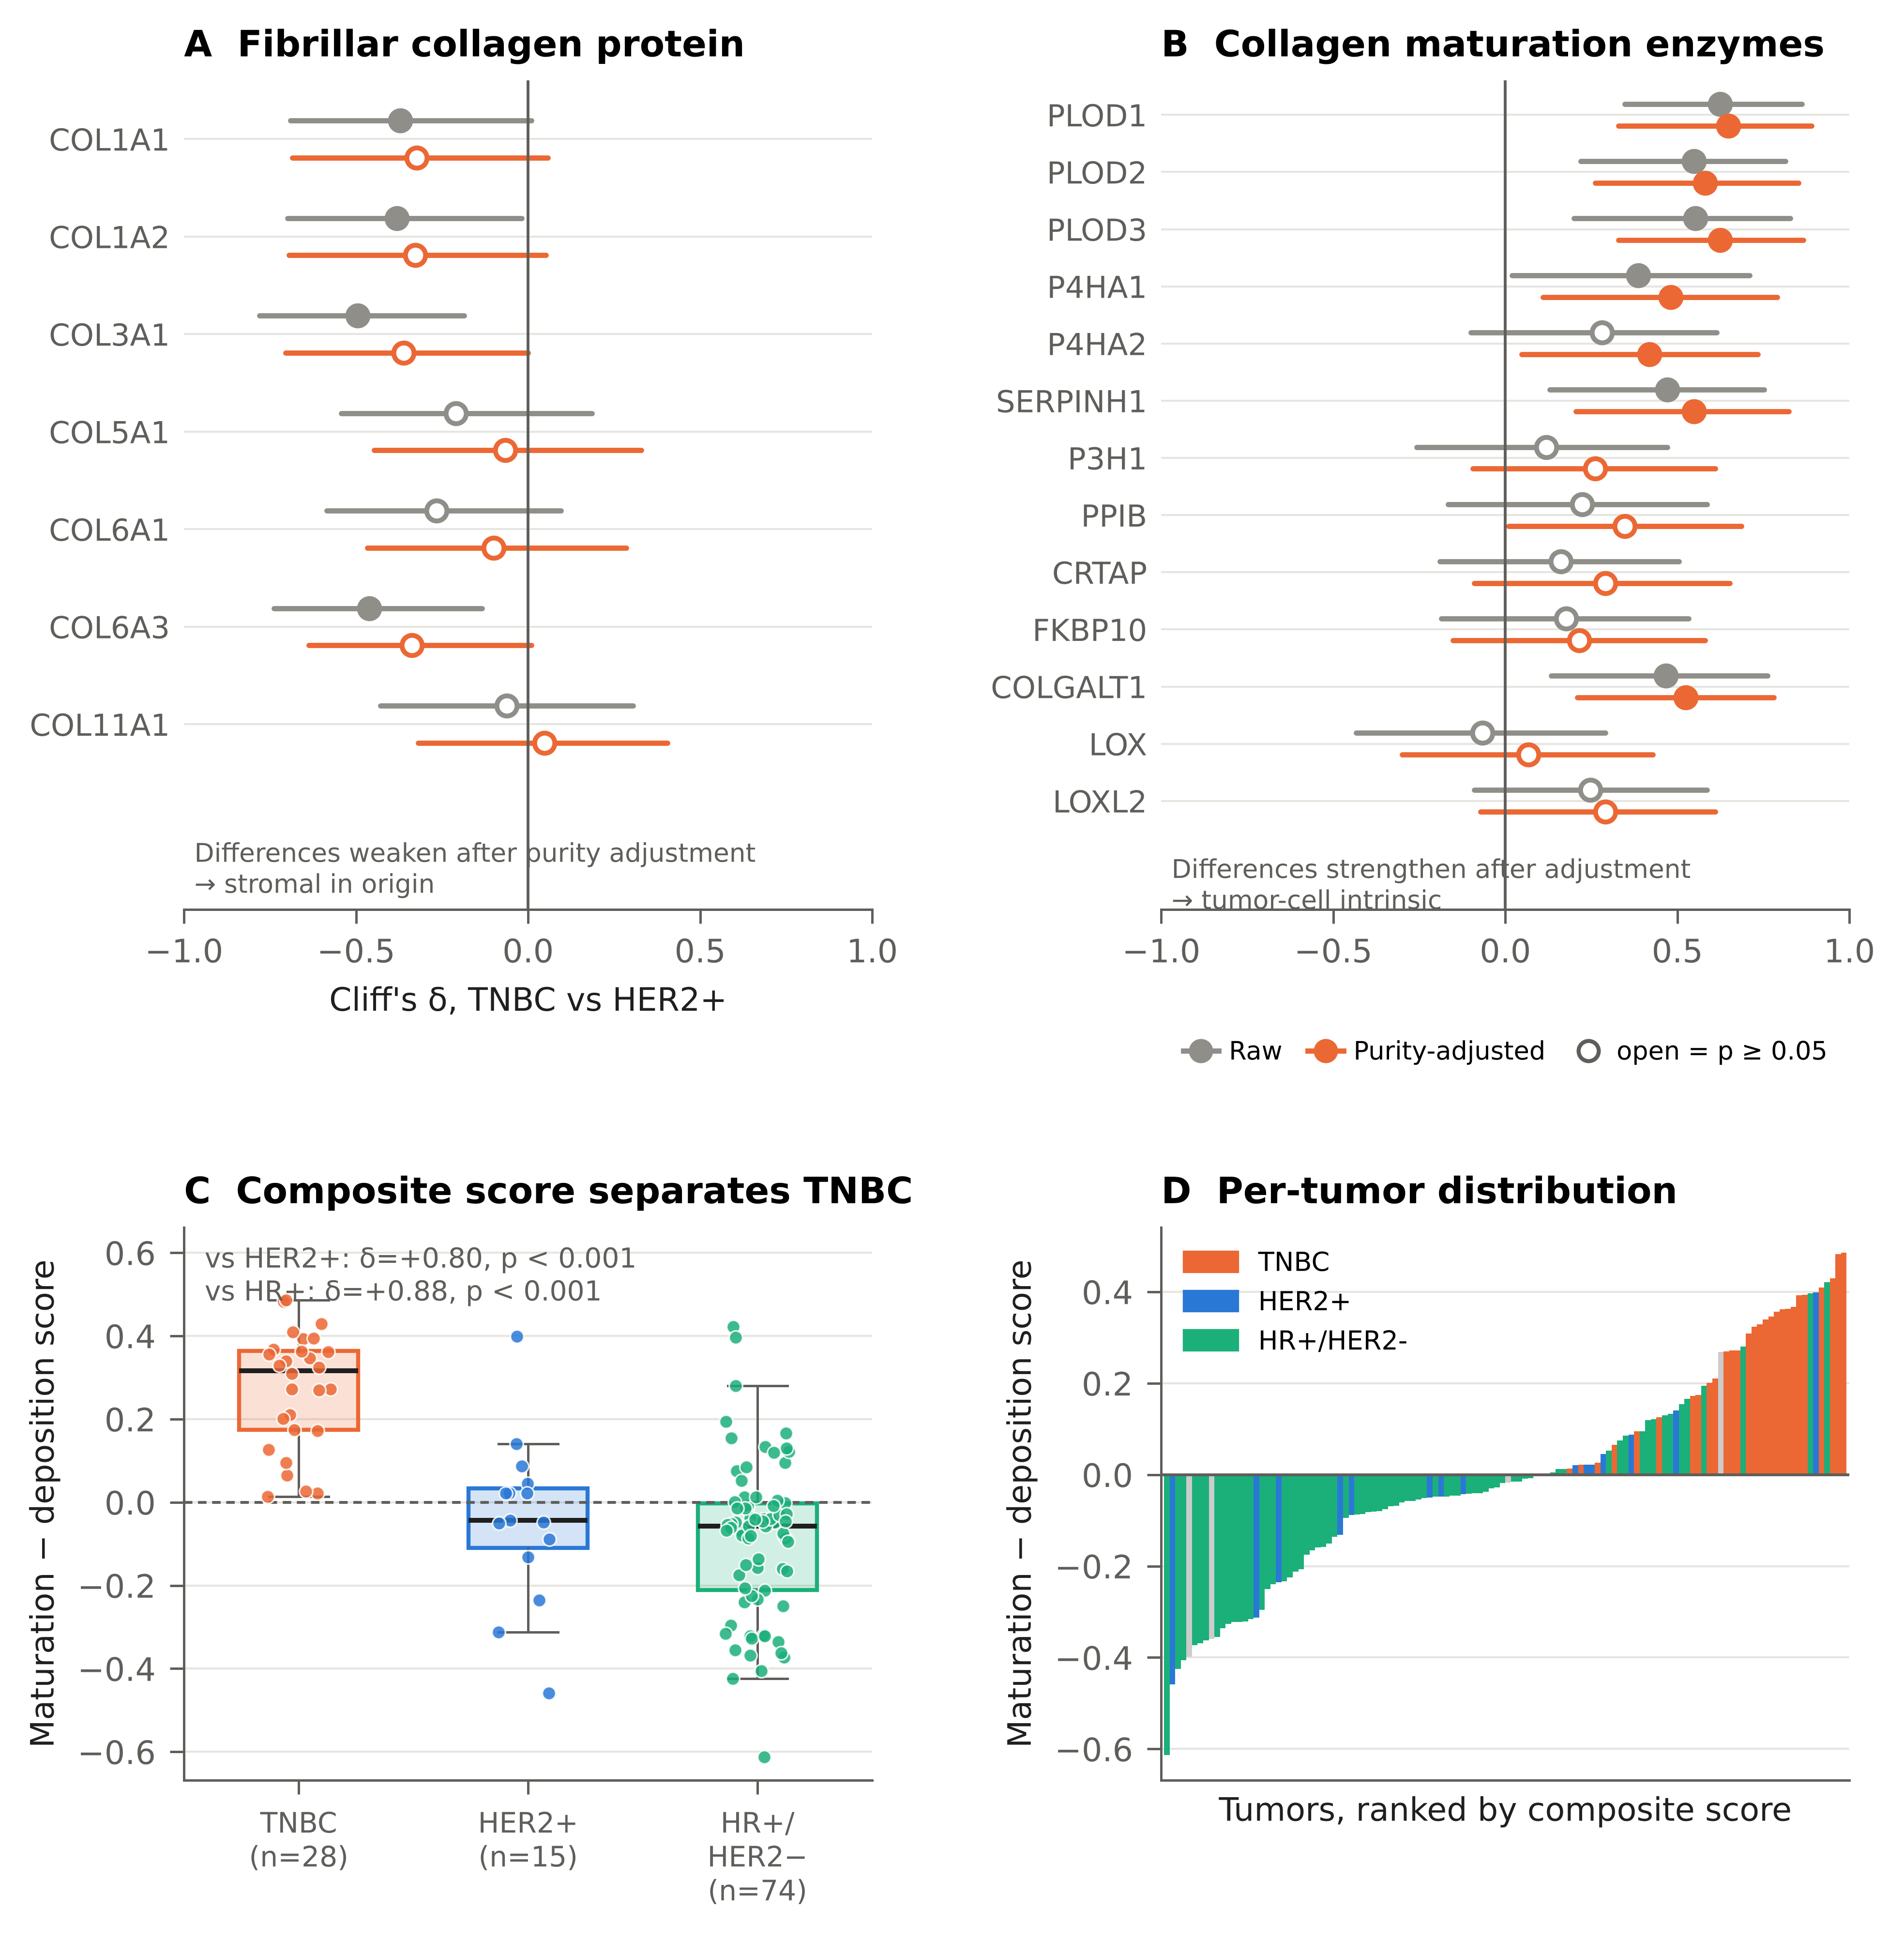 A Fibrillar collagen protein
COL1A1
COL1A2
COL3A1
COL5A1
COL6A1
COL6A3
COL11A1
Differences weaken after purity adjustment
→ stromal in origin
−1.0 −0.5 0.0 0.5 1.0
Cliff's δ, TNBC vs HER2+
B Collagen maturation enzymes
PLOD1
PLOD2
PLOD3
P4HA1
P4HA2
SERPINH1
P3H1
PPIB
CRTAP
FKBP10
COLGALT1
LOX
LOXL2
Differences strengthen after adjustment
→ tumor-cell intrinsic
−1.0 −0.5 0.0 0.5 1.0
Raw Purity-adjusted open = p ≥ 0.05
C Composite score separates TNBC
Maturation − deposition score
0.6
0.4
0.2
0.0
−0.2
−0.4
−0.6
vs HER2+: δ=+0.80, p < 0.001
vs HR+: δ=+0.88, p < 0.001
TNBC
(n=28)
HER2+
(n=15)
HR+/
HER2−
(n=74)
D Per-tumor distribution
Maturation − deposition score
0.4
0.2
0.0
−0.2
−0.4
−0.6
TNBC
HER2+
HR+/HER2-
Tumors, ranked by composite score